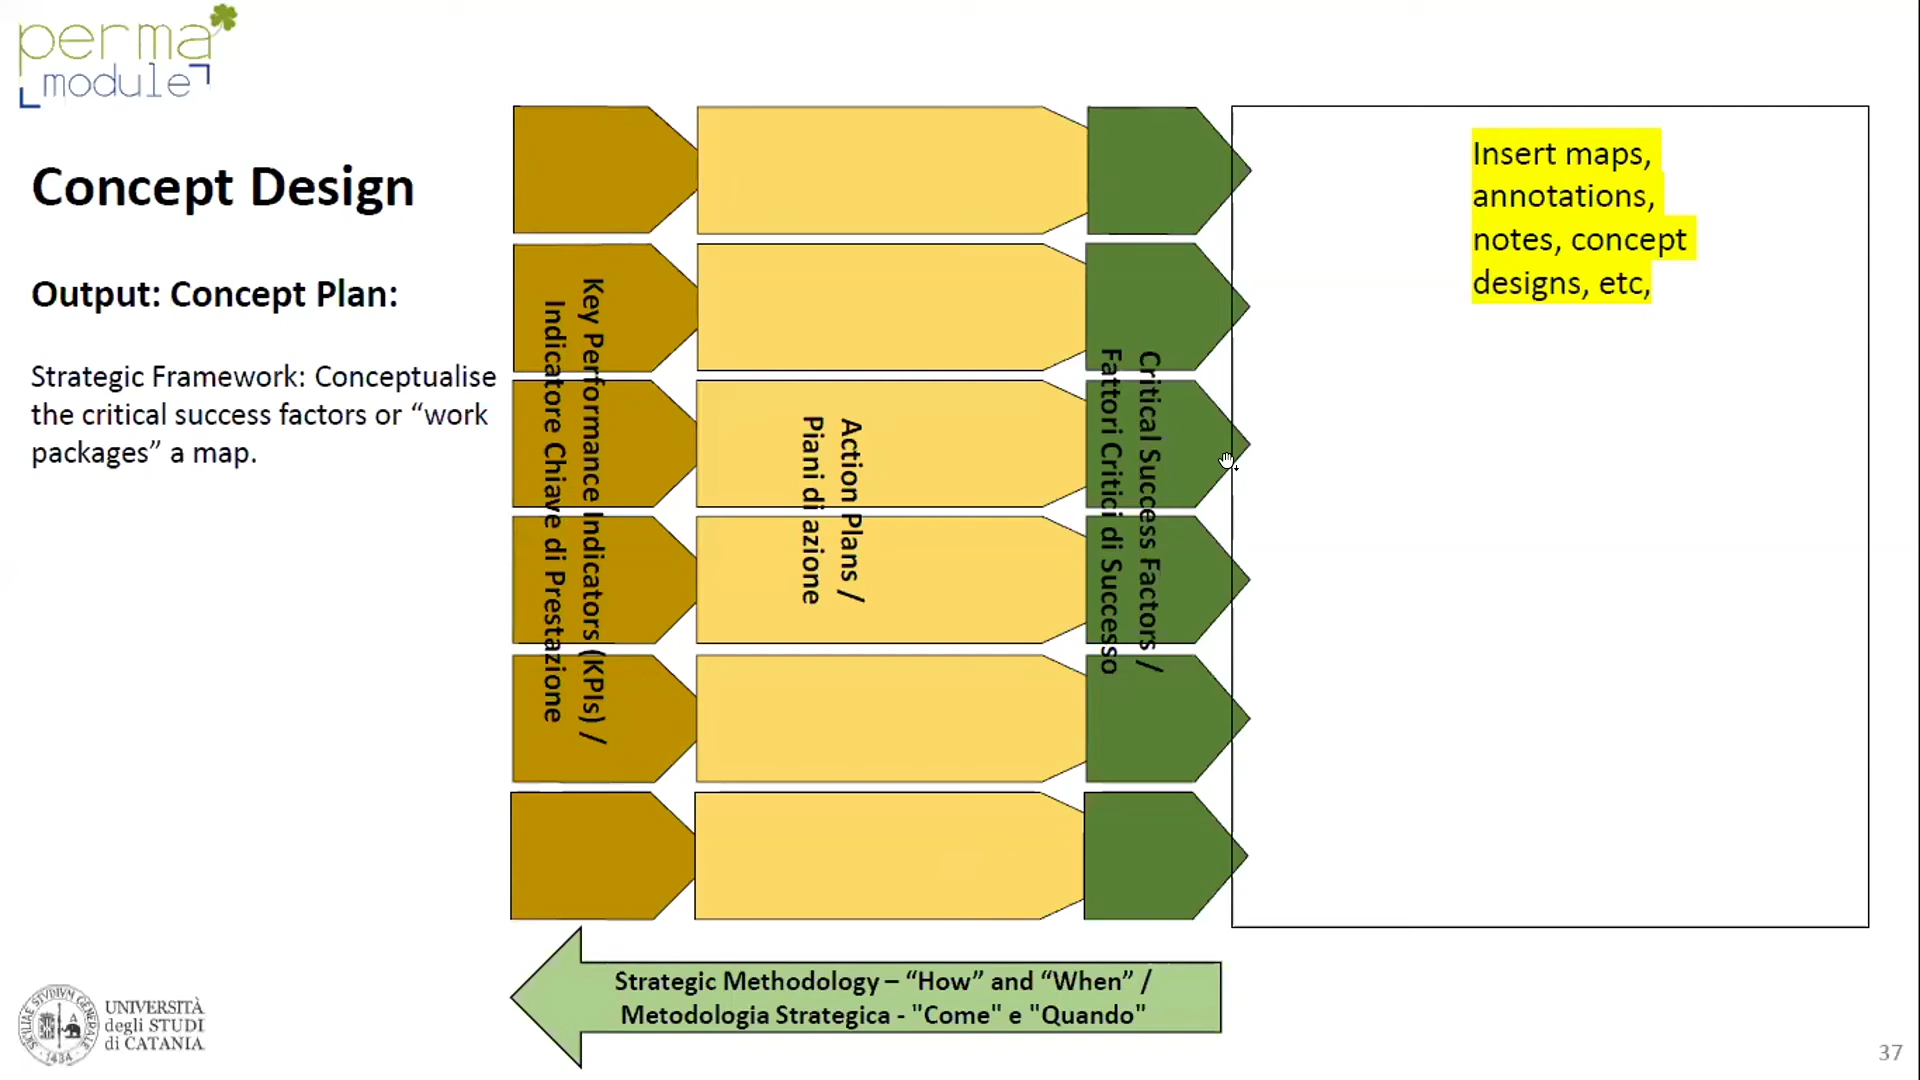 perma
module
Concept Design
Output: Concept Plan:
Strategic Framework: Conceptualise
the critical success factors or “work
packages” a map.
Key Performance Indicators (KPIs) /
Indicatore Chiave di Prestazione
Action Plans /
Piani di azione
Critical Success Factors /
Fattori Critici di Successo
Insert maps,
annotations,
notes, concept
designs, etc,
Strategic Methodology – “How” and “When” /
Metodologia Strategica - "Come" e "Quando"
UNIVERSITÀ
degli STUDI
di CATANIA
1434
37